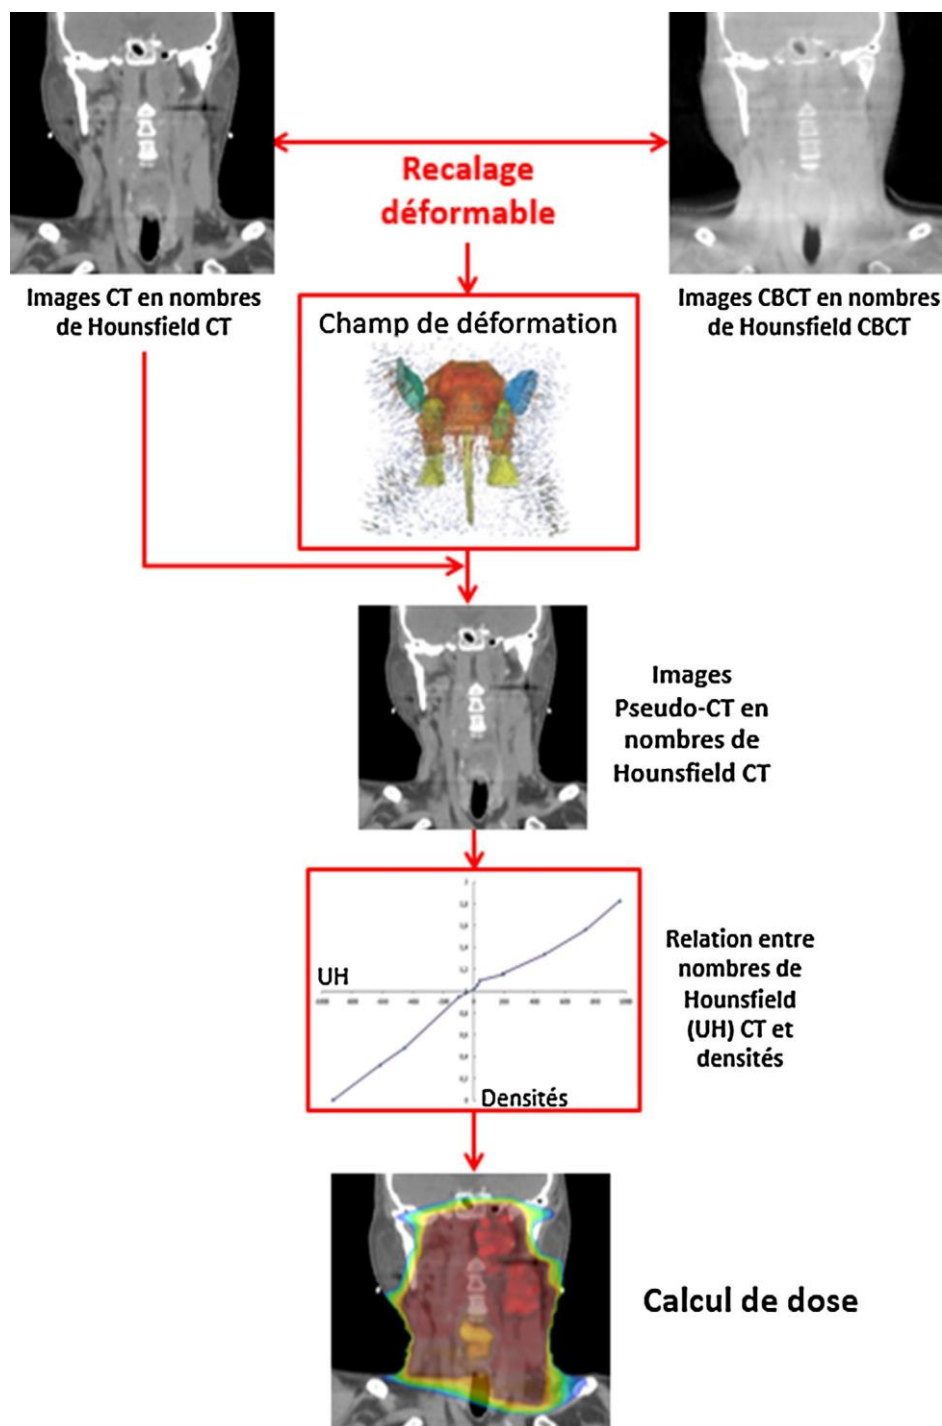 Recalage
déformable
Images CT en nombres
de Hounsfield CT
Images CBCT en nombres
de Hounsfield CBCT
Champ de déformation
Images
Pseudo-CT en
nombres de
Hounsfield CT
UH
Densités
Relation entre
nombres de
Hounsfield
(UH) CT et
densités
Calcul de dose